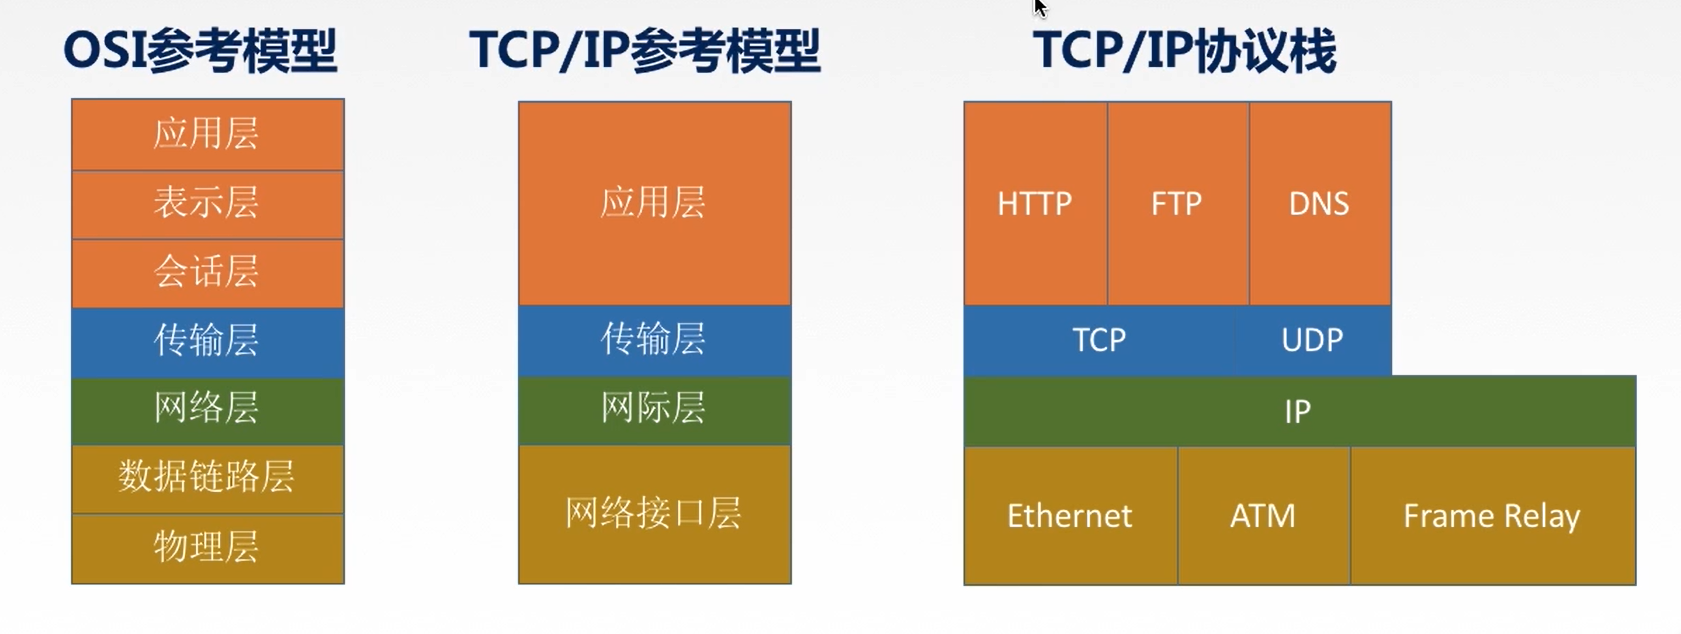 OSI参考模型
应用层
表示层
会话层
传输层
网络层
数据链路层
物理层
TCP/IP参考模型
应用层
传输层
网际层
网络接口层
TCP/IP协议栈
HTTP FTP DNS
TCP UDP
IP
Ethernet ATM Frame Relay